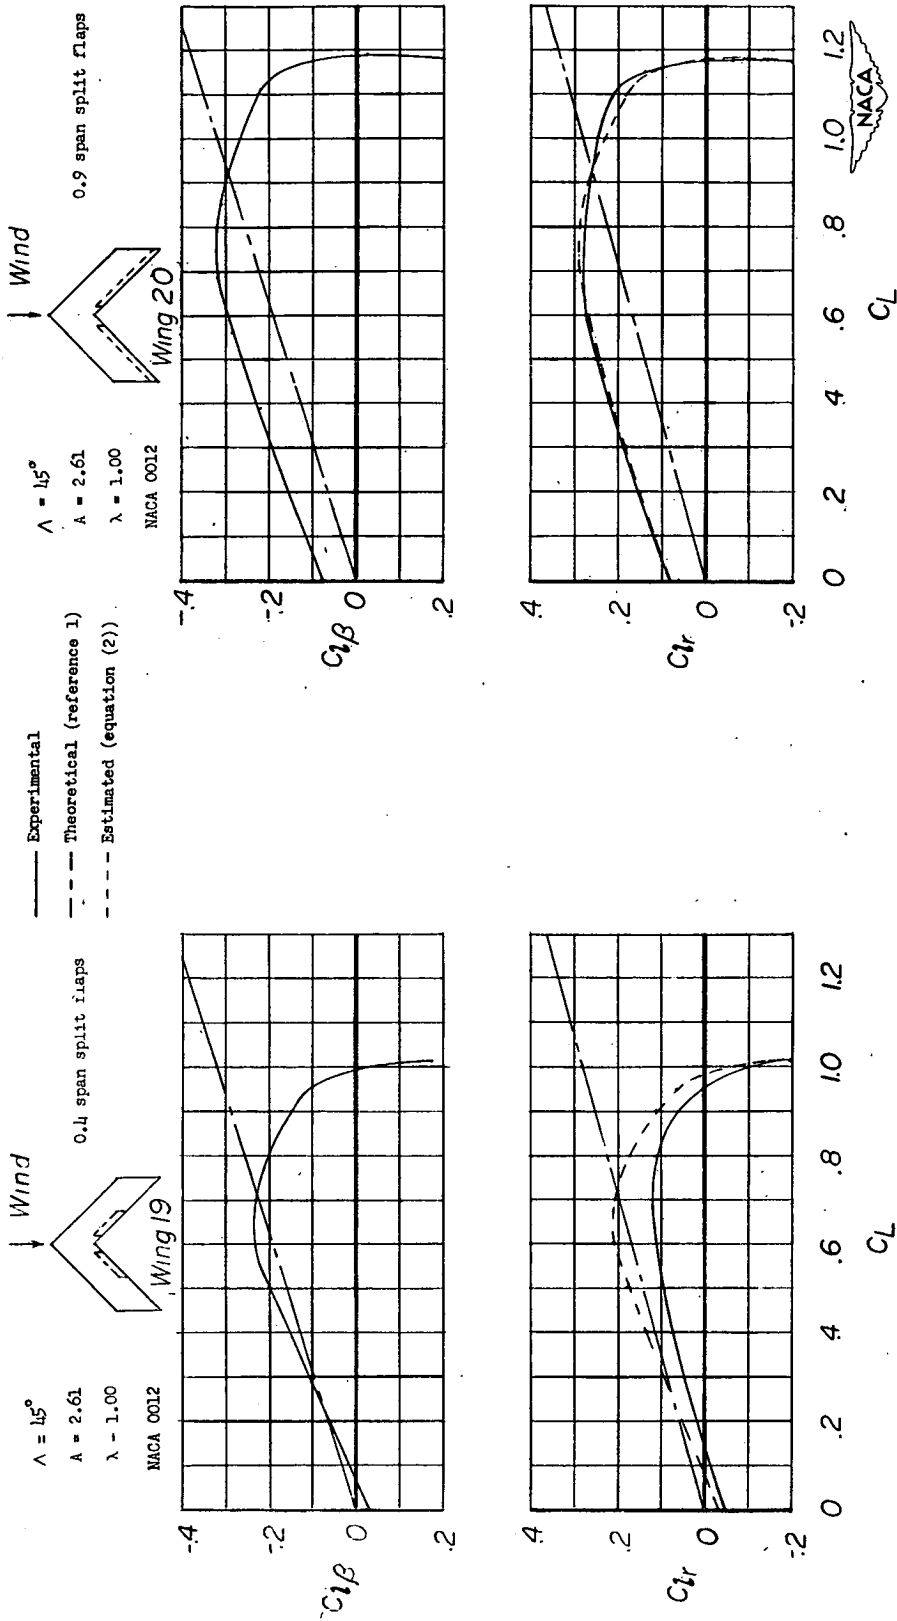 Λ = 45°
A = 2.61
λ - 1.00
NACA 0012
Wind
Wing 19
0.4 span split flaps
Experimental
Theoretical (reference 1)
Estimated (equation (2))
Λ = 45°
A = 2.61
λ = 1.00
NACA 0012
Wind
Wing 20
0.9 span split flaps
-.4
-.2
0
.2
Clβ
-.4
-.2
0
.2
Clβ
.4
.2
0
-.2
Clr
0 .2 .4 .6 .8 1.0 1.2
CL
.4
.2
0
-.2
Clr
0 .2 .4 .6 .8 1.0 1.2
CL
NACA